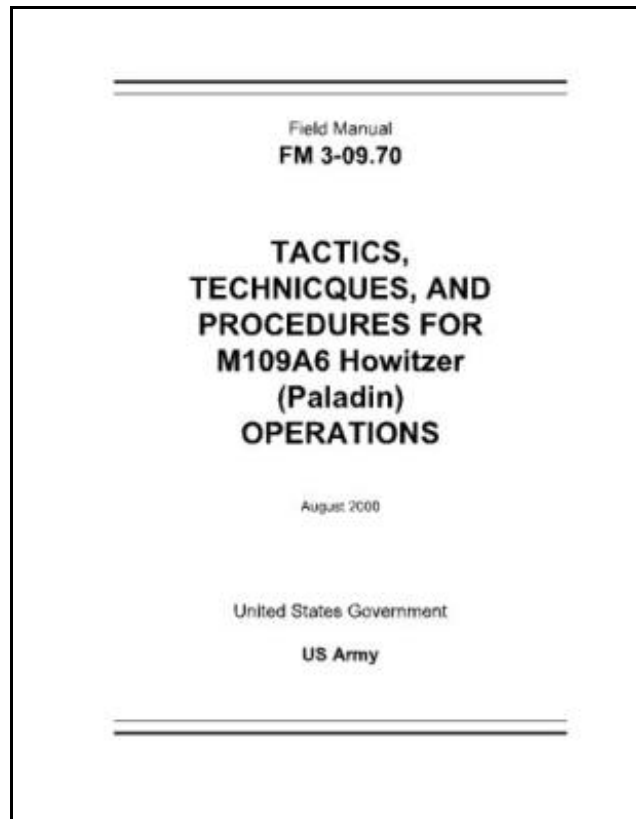 Field Manual
FM 3-09.70
TACTICS,
TECHNICQUES, AND
PROCEDURES FOR
M109A6 Howitzer
(Paladin)
OPERATIONS
August 2000
United States Government
US Army